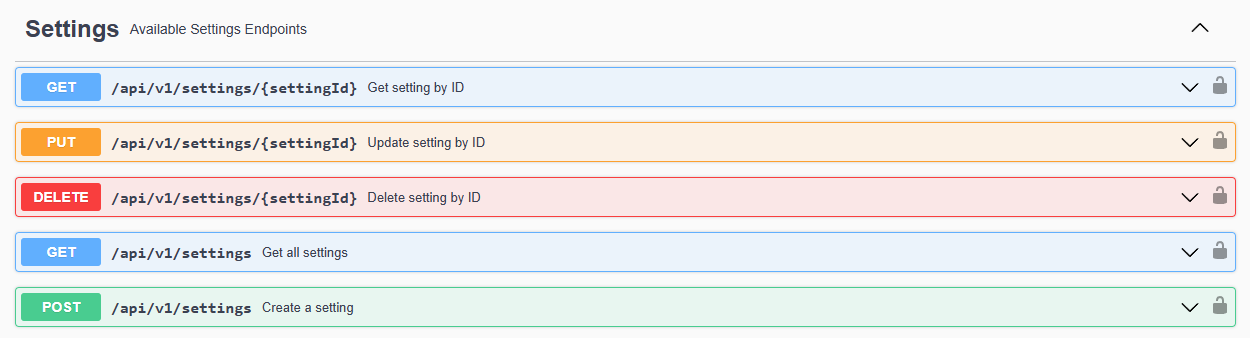 Settings Available Settings Endpoints
GET /api/v1/settings/{settingId} Get setting by ID
PUT /api/v1/settings/{settingId} Update setting by ID
DELETE /api/v1/settings/{settingId} Delete setting by ID
GET /api/v1/settings Get all settings
POST /api/v1/settings Create a setting